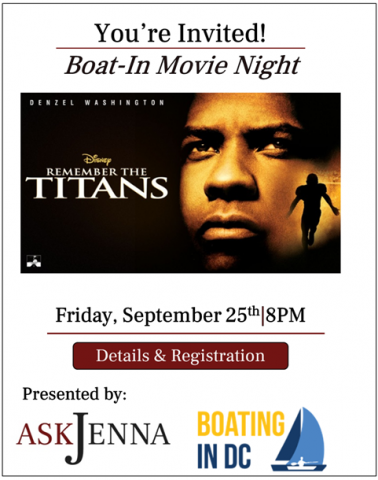 You're Invited!
Boat-In Movie Night
DENZEL WASHINGTON
Disney
REMEMBER THE
TITANS
Friday, September 25th|8PM
Details & Registration
Presented by:
ASKJENNA
BOATING
IN DC